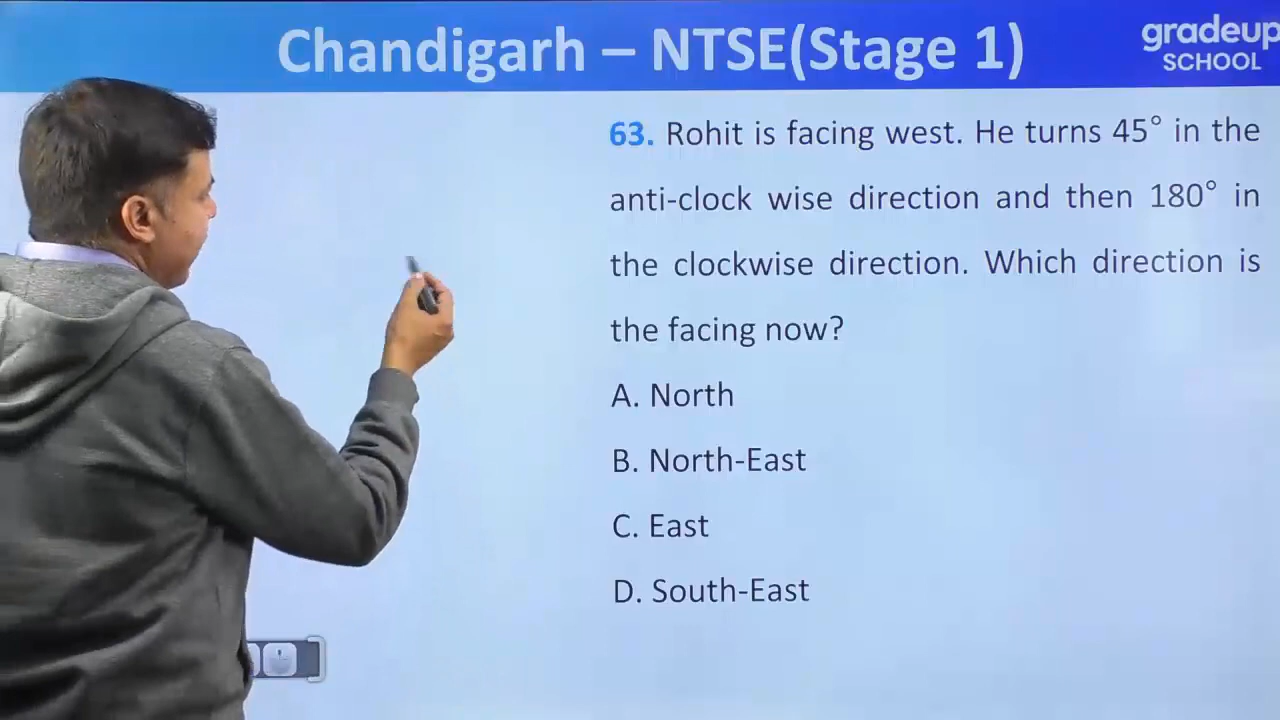 Chandigarh – NTSE(Stage 1)
gradeup
SCHOOL
63. Rohit is facing west. He turns 45° in the
anti-clock wise direction and then 180° in
the clockwise direction. Which direction is
the facing now?
A. North
B. North-East
C. East
D. South-East